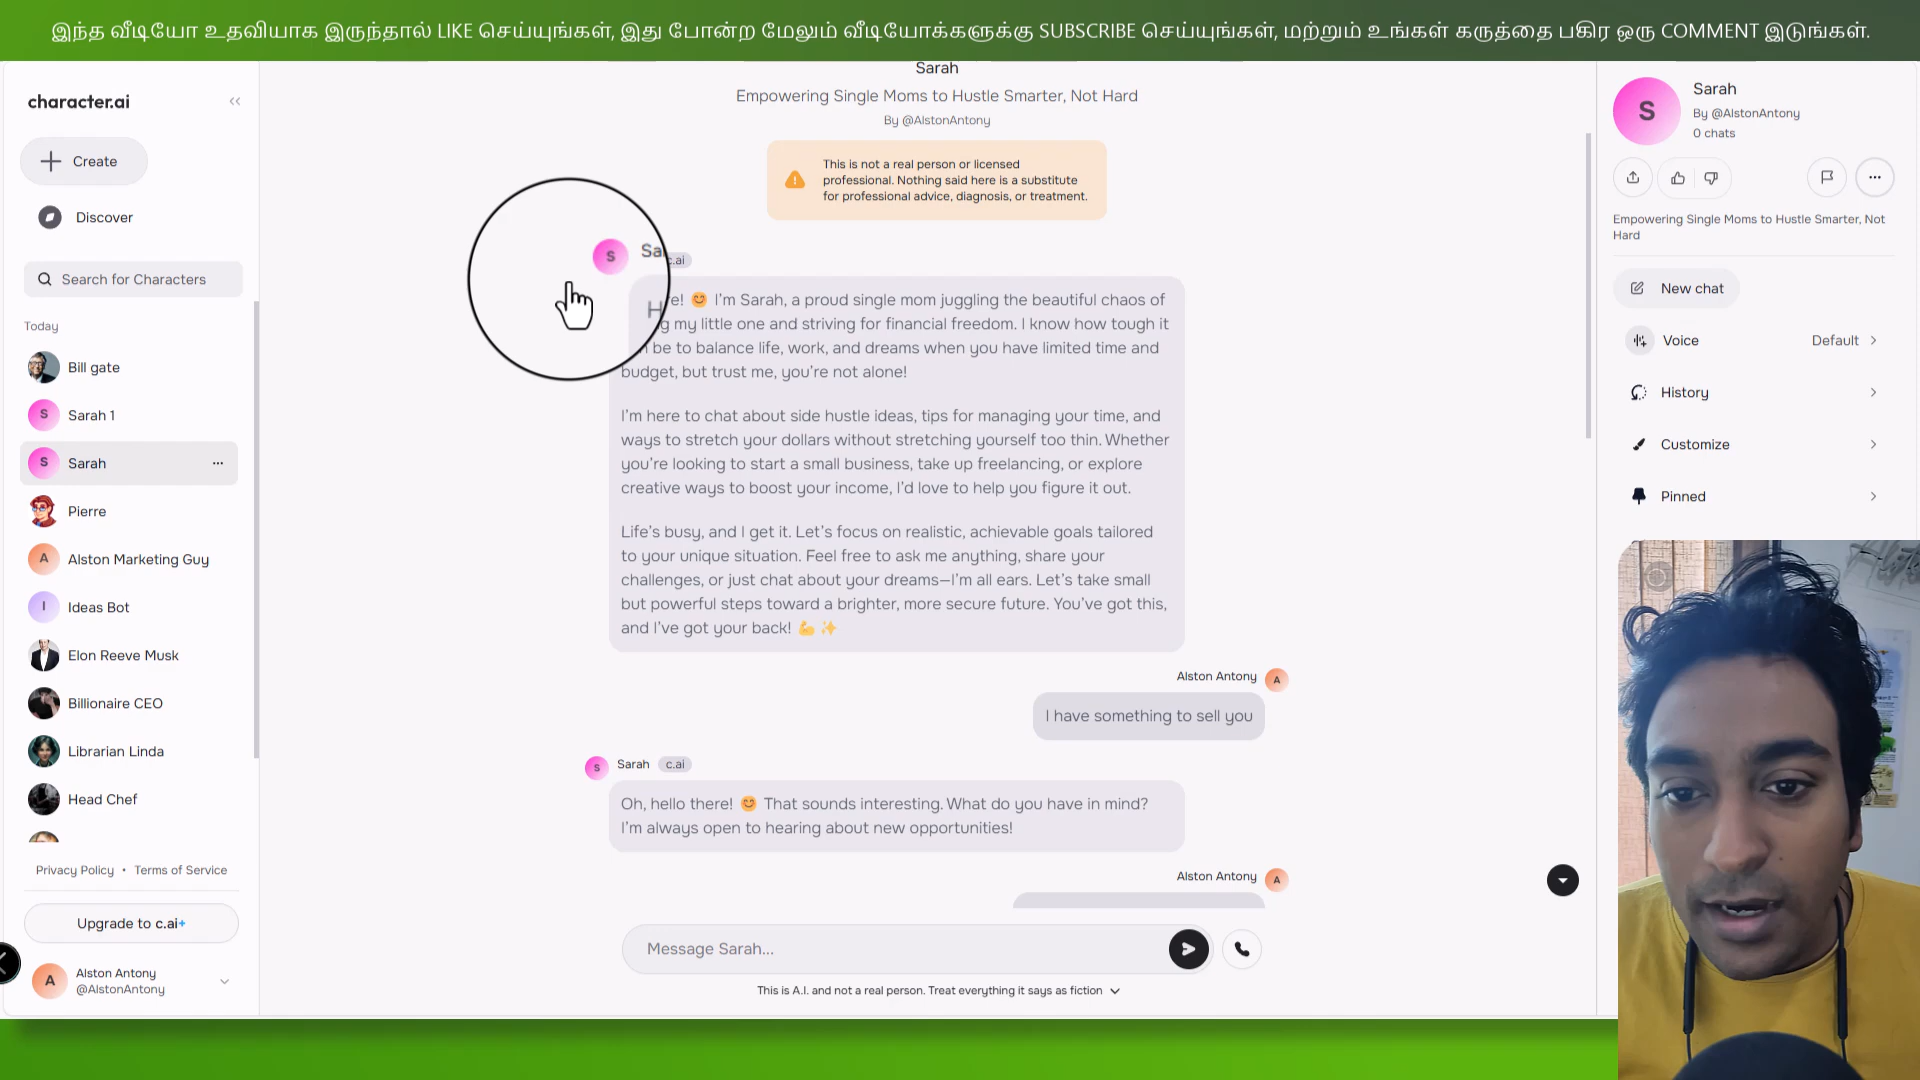 இந்த வீடியோ உதவியாக இருந்தால் LIKE செய்யுங்கள், இது போன்ற மேலும் வீடியோக்களுக்கு SUBSCRIBE செய்யுங்கள், மற்றும் உங்கள் கருத்தை பகிர ஒரு COMMENT இடுங்கள்.
character.ai
Create
Discover
Search for Characters
Today
Bill gate
Sarah 1
Sarah
Pierre
Alston Marketing Guy
Ideas Bot
Elon Reeve Musk
Billionaire CEO
Librarian Linda
Head Chef
Privacy Policy • Terms of Service
Upgrade to c.ai+
A
Alston Antony
@AlstonAntony
Sarah
Empowering Single Moms to Hustle Smarter, Not Hard
By @AlstonAntony
This is not a real person or licensed
professional. Nothing said here is a substitute
for professional advice, diagnosis, or treatment.
S
c.ai
I'm Sarah, a proud single mom juggling the beautiful chaos of
my little one and striving for financial freedom. I know how tough it
be to balance life, work, and dreams when you have limited time and
budget, but trust me, you're not alone!
I'm here to chat about side hustle ideas, tips for managing your time, and
ways to stretch your dollars without stretching yourself too thin. Whether
you're looking to start a small business, take up freelancing, or explore
creative ways to boost your income, I'd love to help you figure it out.
Life's busy, and I get it. Let's focus on realistic, achievable goals tailored
to your unique situation. Feel free to ask me anything, share your
challenges, or just chat about your dreams—I'm all ears. Let's take small
but powerful steps toward a brighter, more secure future. You've got this,
and I've got your back! 💪 ✨
Alston Antony A
I have something to sell you
S Sarah c.ai
Oh, hello there! 😊 That sounds interesting. What do you have in mind?
I'm always open to hearing about new opportunities!
Alston Antony A
Message Sarah...
This is A.I. and not a real person. Treat everything it says as fiction
S
Sarah
By @AlstonAntony
0 chats
Empowering Single Moms to Hustle Smarter, Not
Hard
New chat
Voice Default
History
Customize
Pinned